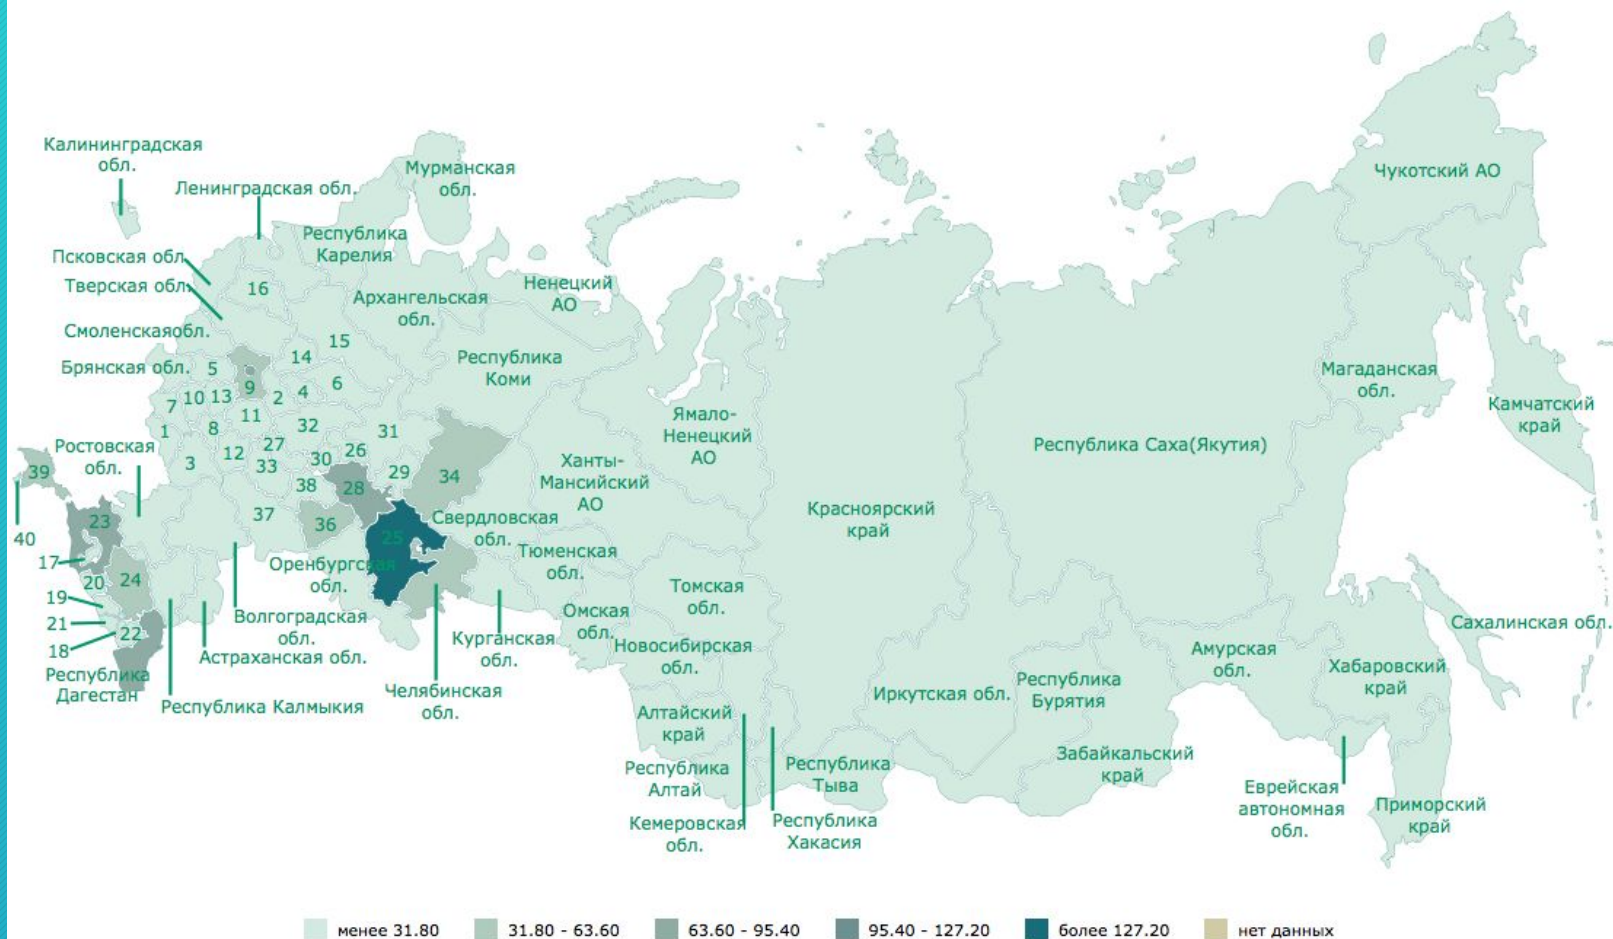 Калининградская
обл.
Ленинградская обл.
Мурманская
обл.
Республика
Карелия
Псковская обл.
Тверская обл.
16
Архангельская
обл.
Ненецкий
АО
Чукотский АО
Смоленскаяобл.
Брянская обл.
5
14
15
Республика
Коми
9
2
4
6
7
10
13
11
8
1
32
31
3
12
27
33
30
26
29
38
28
34
37
36
25
Ростовская
обл.
39
40
23
17
20
24
19
21
18
22
Республика
Дагестан
Республика Калмыкия
Астраханская обл.
Волгоградская
обл.
Оренбургская
обл.
Свердловская
обл.
Тюменская
обл.
Курганская
обл.
Челябинская
обл.
Омская
обл.
Ханты-
Мансийский
АО
Ямало-
Ненецкий
АО
Томская
обл.
Новосибирская
обл.
Алтайский
край
Республика
Алтай
Кемеровская
обл.
Республика
Хакасия
Республика
Тыва
Красноярский
край
Иркутская обл.
Республика
Бурятия
Забайкальский
край
Республика Саха(Якутия)
Магаданская
обл.
Камчатский
край
Амурская
обл.
Хабаровский
край
Сахалинская обл.
Еврейская
автономная
обл.
Приморский
край
менее 31.80
31.80 - 63.60
63.60 - 95.40
95.40 - 127.20
более 127.20
нет данных